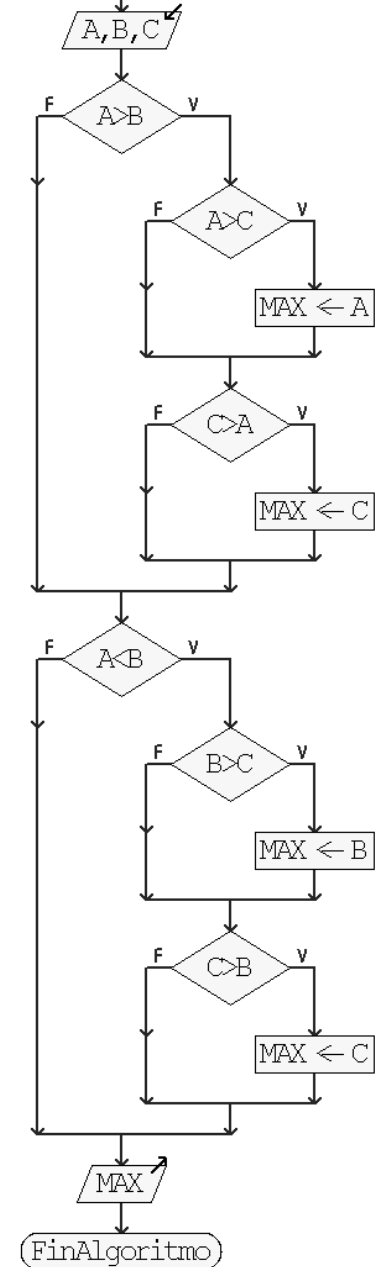 A,B,C
A>B
F
V
A>C
F
V
MAX ← A
C>A
F
V
MAX ← C
A<B
F
V
B>C
F
V
MAX ← B
C>B
F
V
MAX ← C
MAX
FinAlgoritmo